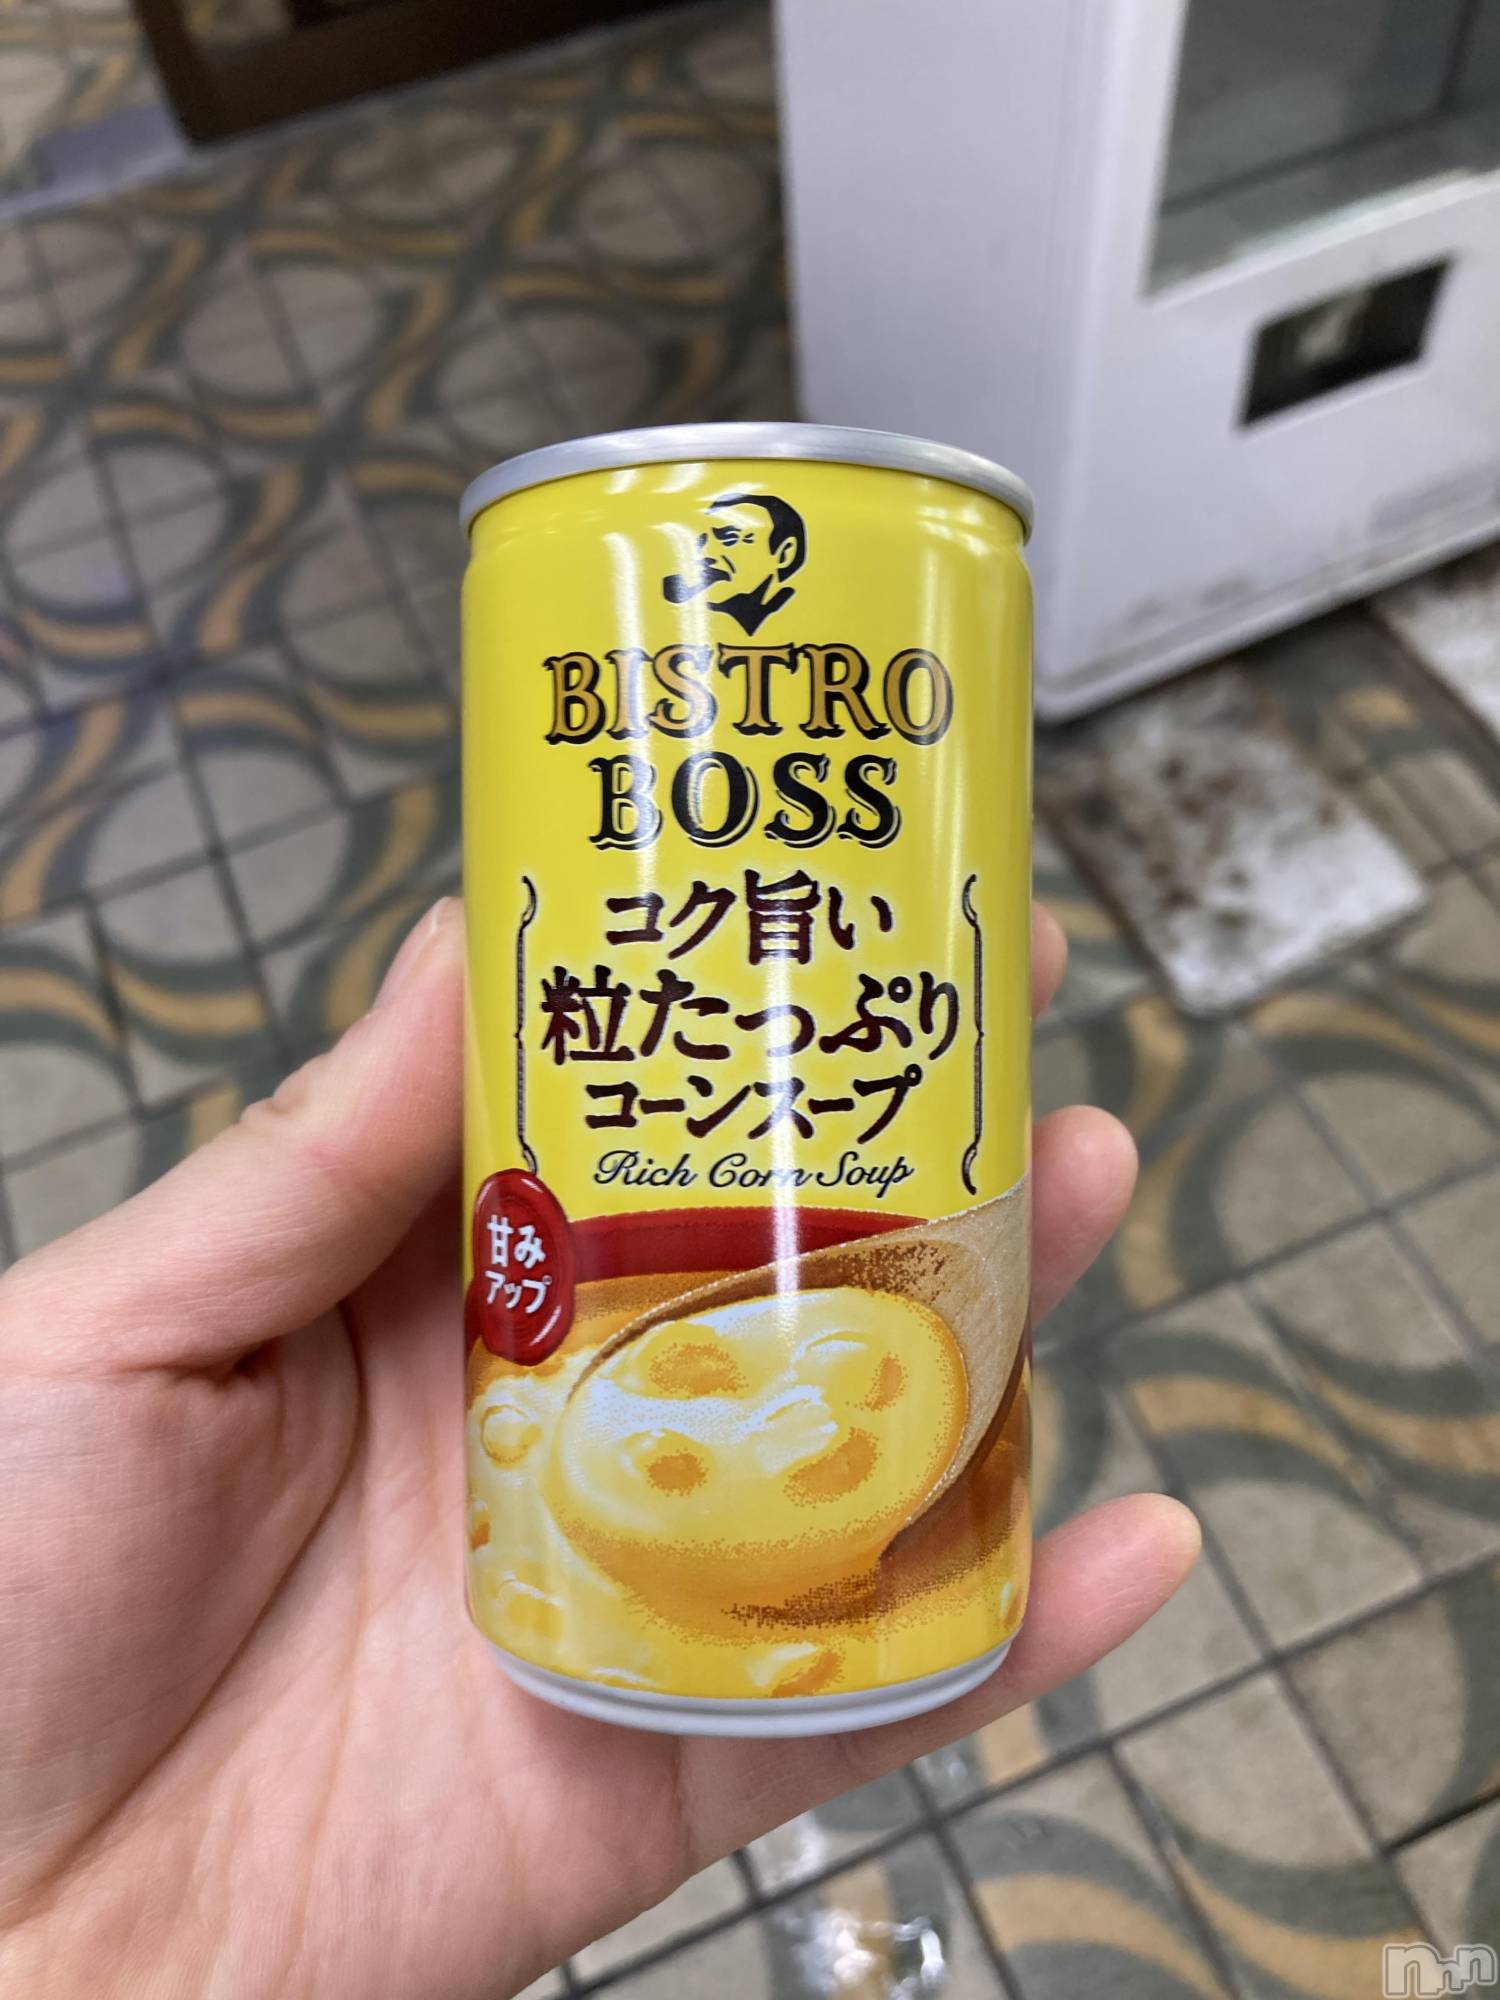 BISTRO
BOSS
コク旨い
粒たっぷり
コーンスープ
Rich Corn Soup
甘み
アップ
nnn